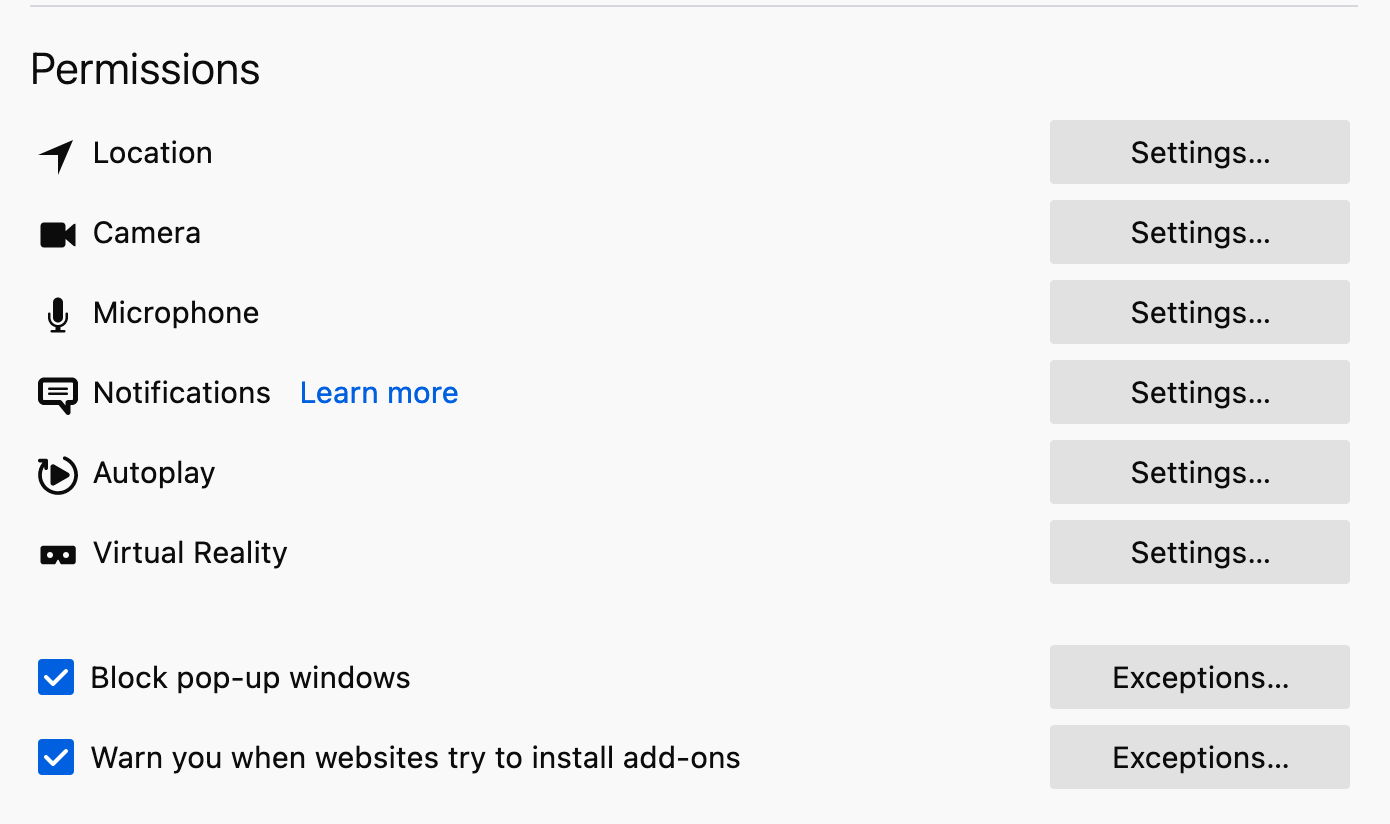 Permissions
Location Settings...
Camera Settings...
Microphone Settings...
Notifications Learn more Settings...
Autoplay Settings...
Virtual Reality Settings...
Block pop-up windows Exceptions...
Warn you when websites try to install add-ons Exceptions...